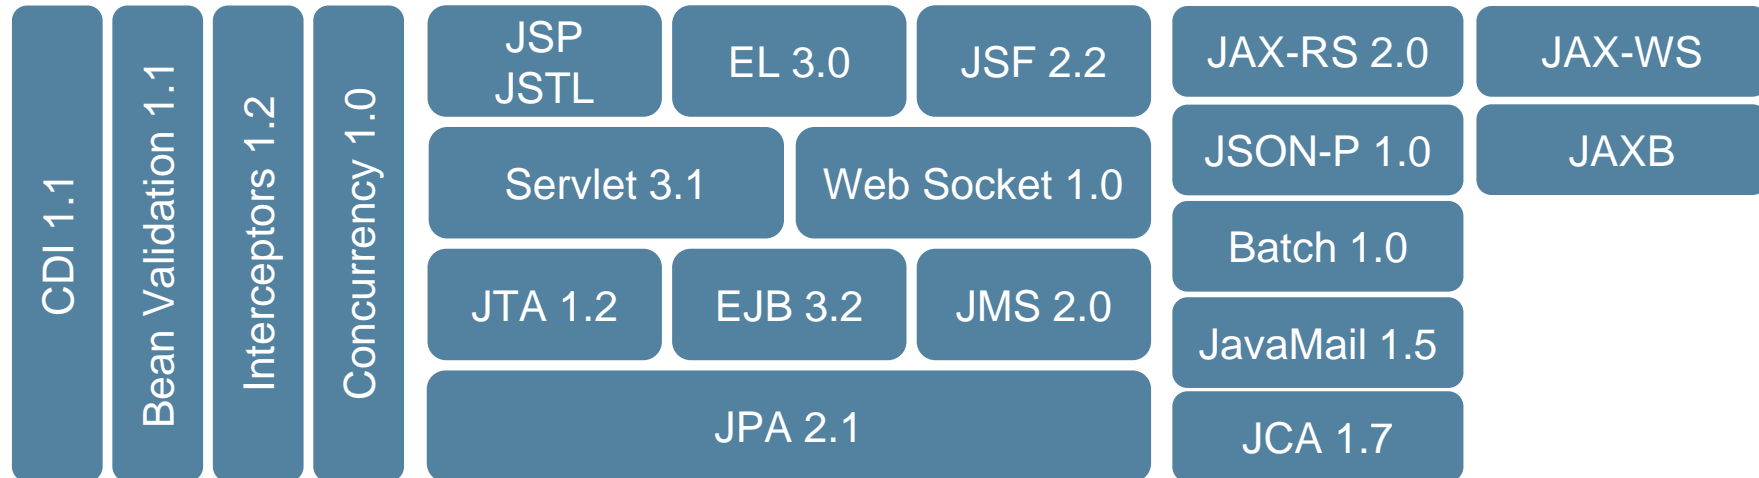 CDI 1.1
Bean Validation 1.1
Interceptors 1.2
Concurrency 1.0
JSP
JSTL
EL 3.0
JSF 2.2
Servlet 3.1
Web Socket 1.0
JTA 1.2
EJB 3.2
JMS 2.0
JPA 2.1
JAX-RS 2.0
JAX-WS
JSON-P 1.0
JAXB
Batch 1.0
JavaMail 1.5
JCA 1.7